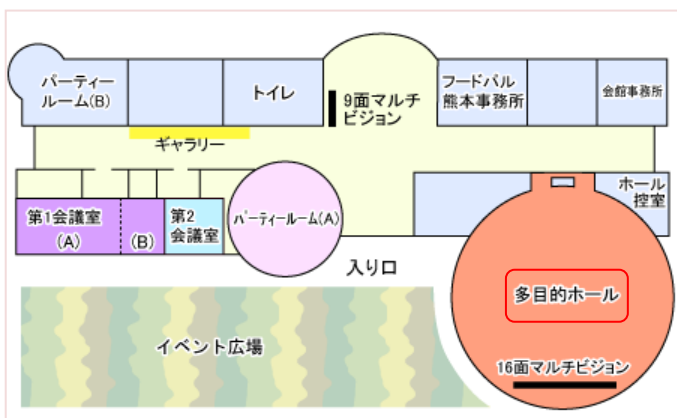 パーティー
ルーム(B)
トイレ
9面マルチ
ビジョン
フードパル
熊本事務所
会館事務所
ギャラリー
第1会議室
(A)
(B)
第2
会議室
パーティールーム(A)
ホール
控室
入り口
多目的ホール
イベント広場
16面マルチビジョン